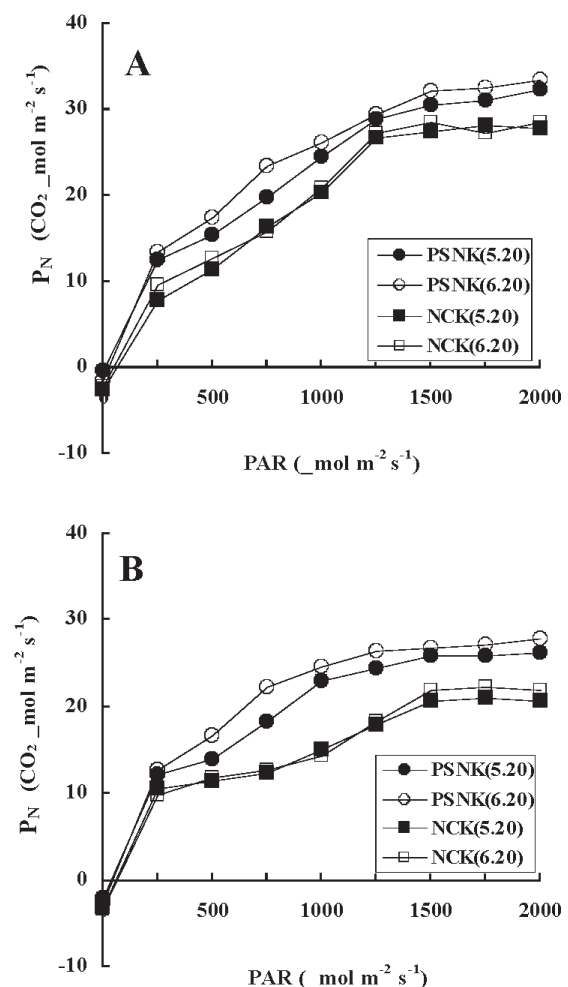 A
40
30
20
10
0
-10
P_N (CO₂ _mol m⁻² s⁻¹)
PSNK(5.20)
PSNK(6.20)
NCK(5.20)
NCK(6.20)
500 1000 1500 2000
PAR (_mol m⁻² s⁻¹)
B
40
30
20
10
0
-10
P_N (CO₂ _mol m⁻² s⁻¹)
PSNK(5.20)
PSNK(6.20)
NCK(5.20)
NCK(6.20)
500 1000 1500 2000
PAR (_ mol m⁻² s⁻¹)